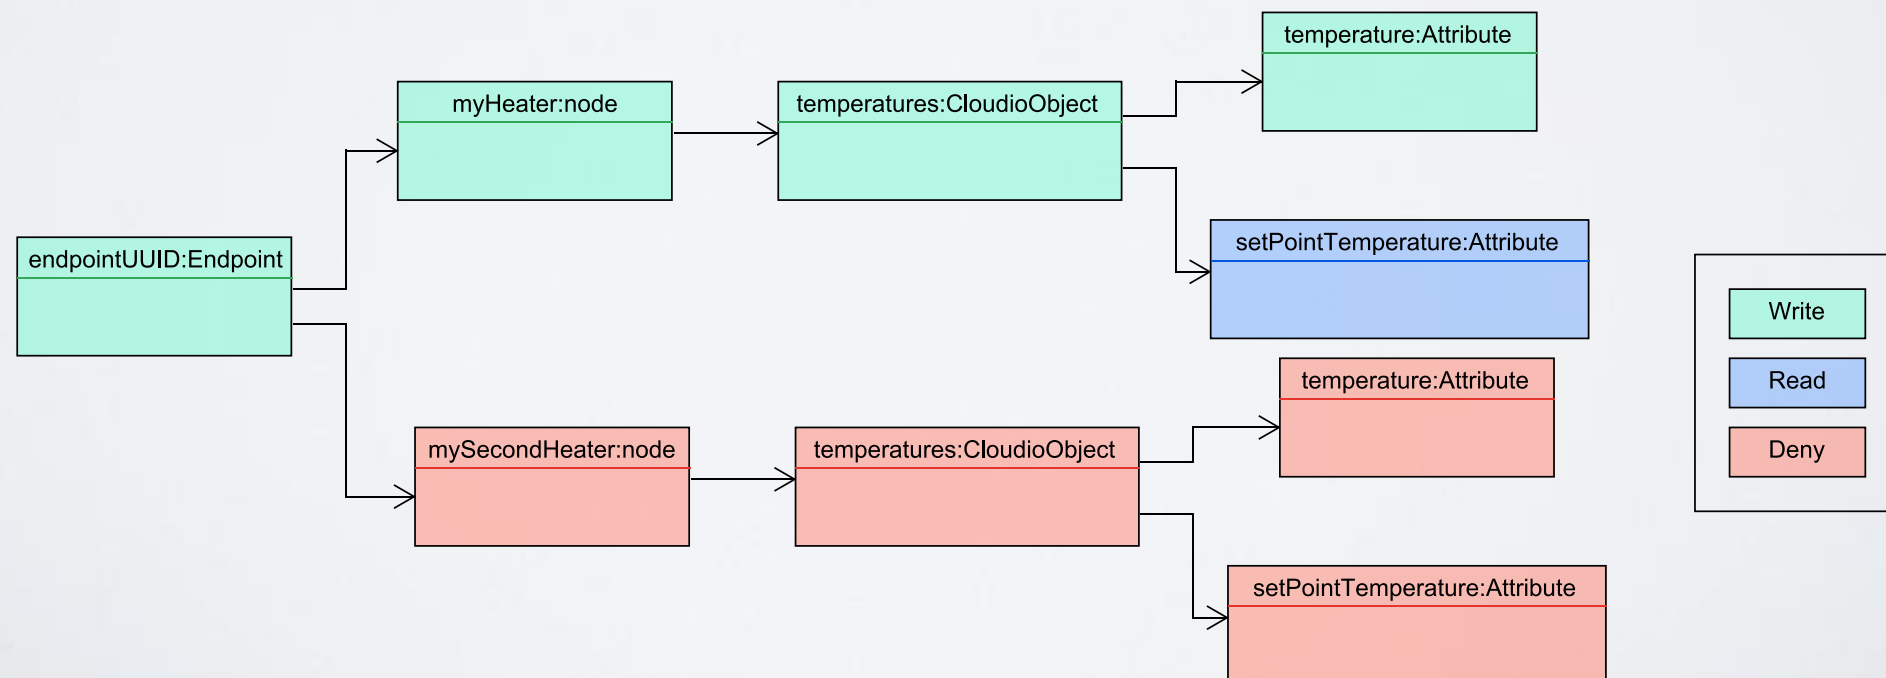 temperature:Attribute
myHeater:node
temperatures:CloudioObject
setPointTemperature:Attribute
endpointUUID:Endpoint
Write
Read
Deny
temperature:Attribute
mySecondHeater:node
temperatures:CloudioObject
setPointTemperature:Attribute